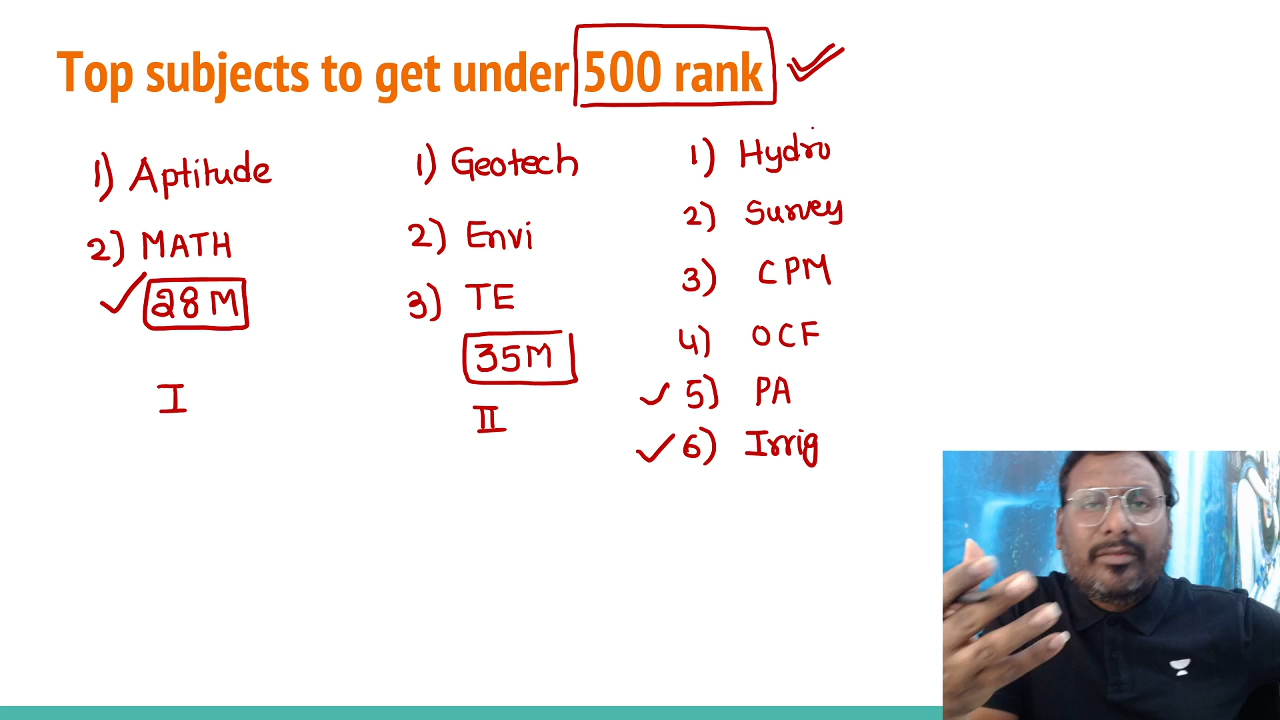 Top subjects to get under 500 rank
1) Aptitude
2) MATH
28 M
I
1) Geotech
2) Envi
3) TE
35M
II
1) Hydro
2) Survey
3) CPM
4) OCF
5) PA
6) Irrig